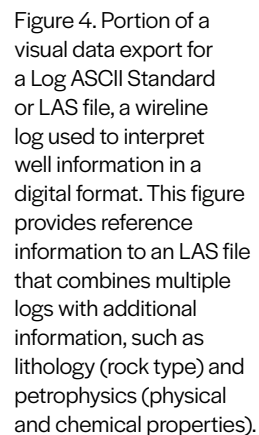 Figure 4. Portion of a
visual data export for
a Log ASCII Standard
or LAS file, a wireline
log used to interpret
well information in a
digital format. This figure
provides reference
information to an LAS file
that combines multiple
logs with additional
information, such as
lithology (rock type) and
petrophysics (physical
and chemical properties).